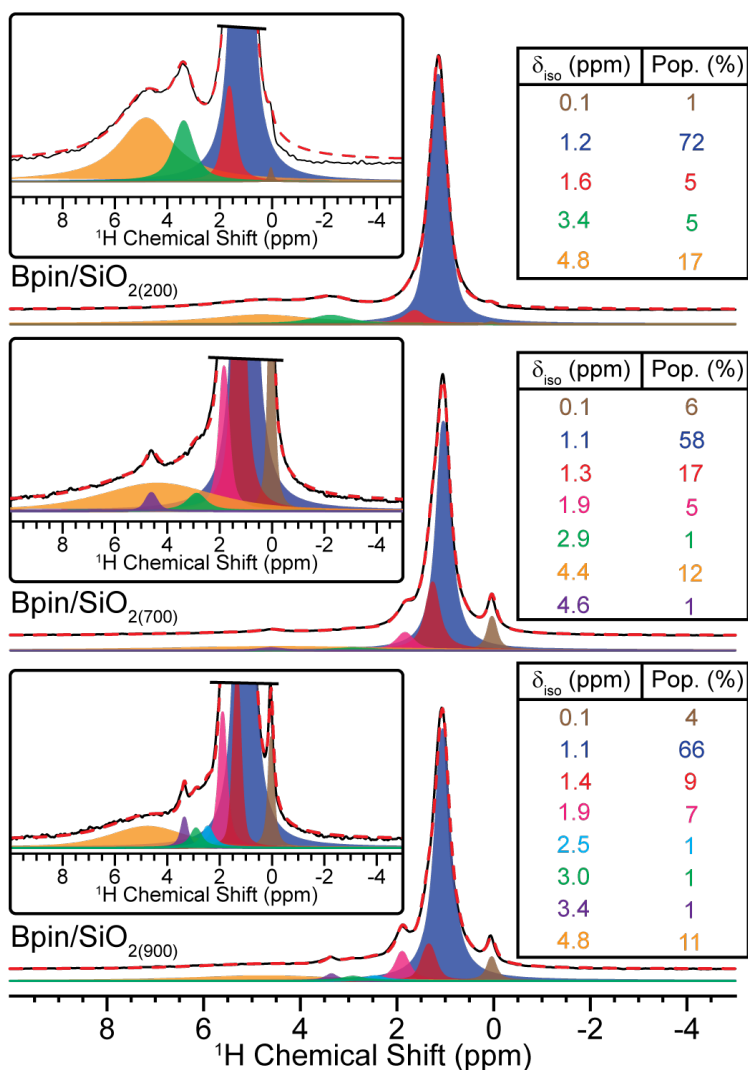 8 6 4 2 0 -2 -4
¹H Chemical Shift (ppm)
δiso (ppm) Pop. (%)
0.1 1
1.2 72
1.6 5
3.4 5
4.8 17
Bpin/SiO2(200)
8 6 4 2 0 -2 -4
¹H Chemical Shift (ppm)
δiso (ppm) Pop. (%)
0.1 6
1.1 58
1.3 17
1.9 5
2.9 1
4.4 12
4.6 1
Bpin/SiO2(700)
8 6 4 2 0 -2 -4
¹H Chemical Shift (ppm)
δiso (ppm) Pop. (%)
0.1 4
1.1 66
1.4 9
1.9 7
2.5 1
3.0 1
3.4 1
4.8 11
Bpin/SiO2(900)
8 6 4 2 0 -2 -4
¹H Chemical Shift (ppm)